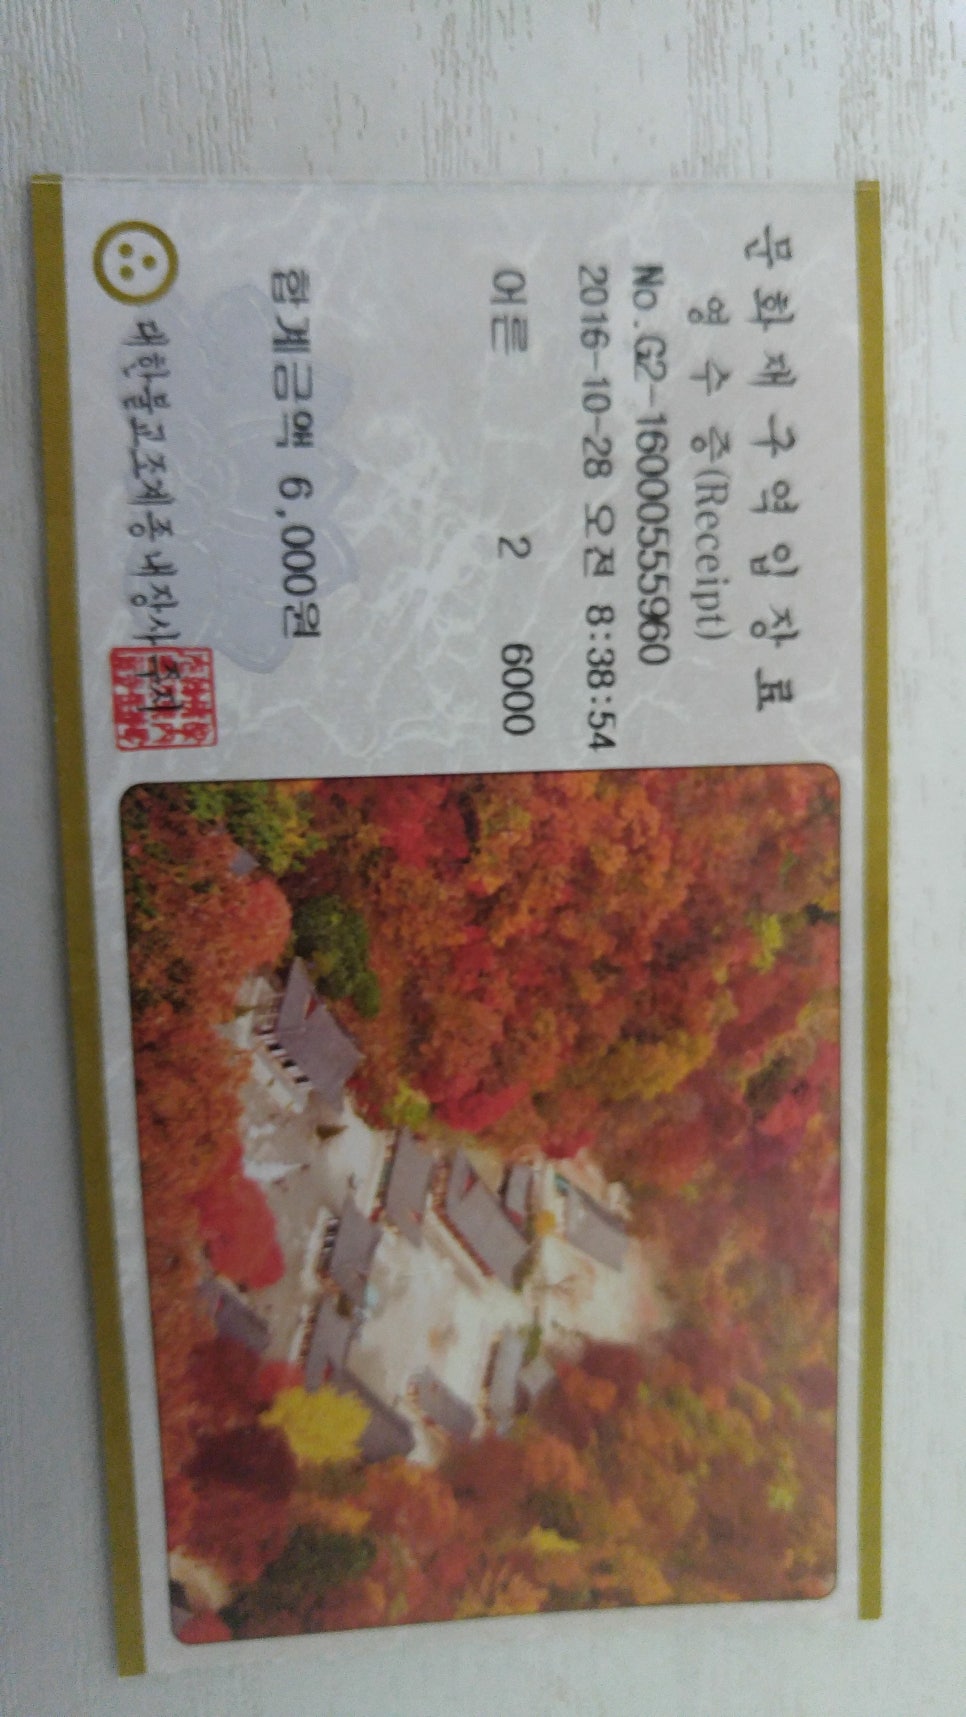 문화재구역입장료
영수증(Receipt)
No.G2-1600055960
2016-10-28 오전 8:38:54
어른 2 6000
합계금액 6,000원
대한불교조계종내장사주지